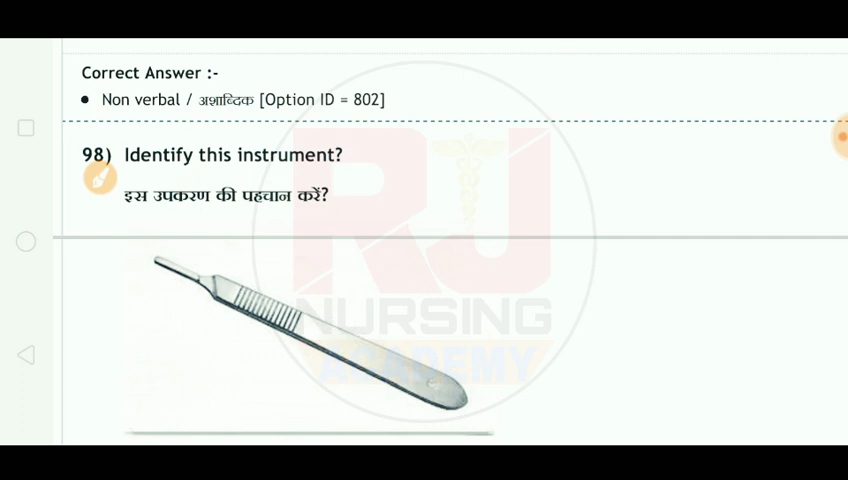 Correct Answer :-
● Non verbal / अशाब्दिक [Option ID = 802]
98) Identify this instrument?
इस उपकरण की पहचान करें?
RJ
NURSING
ACADEMY